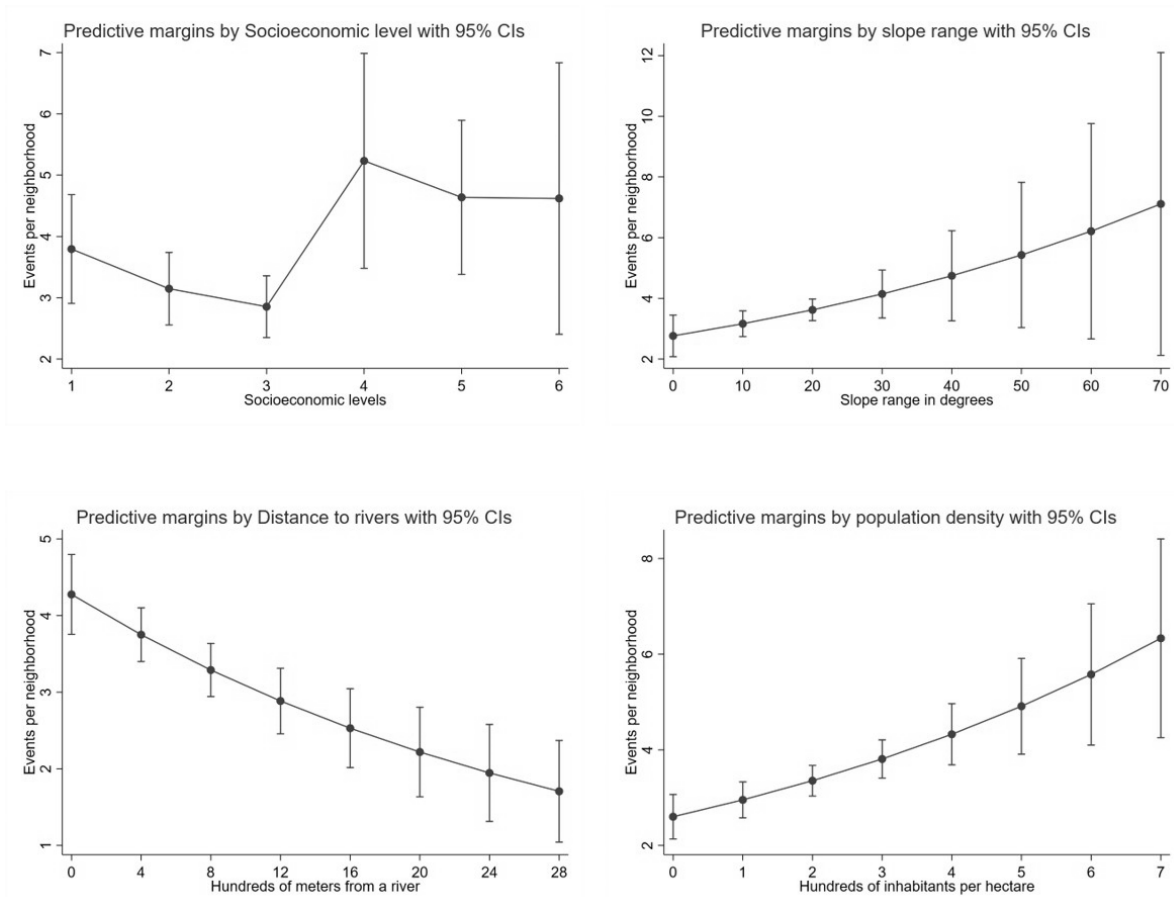 Predictive margins by Socioeconomic level with 95% CIs
Events per neighborhood
7
6
5
4
3
2
1 2 3 4 5 6
Socioeconomic levels
Predictive margins by slope range with 95% CIs
Events per neighborhood
12
10
8
6
4
2
0 10 20 30 40 50 60 70
Slope range in degrees
Predictive margins by Distance to rivers with 95% CIs
Events per neighborhood
5
4
3
2
1
0 4 8 12 16 20 24 28
Hundreds of meters from a river
Predictive margins by population density with 95% CIs
Events per neighborhood
8
6
4
2
0 1 2 3 4 5 6 7
Hundreds of inhabitants per hectare